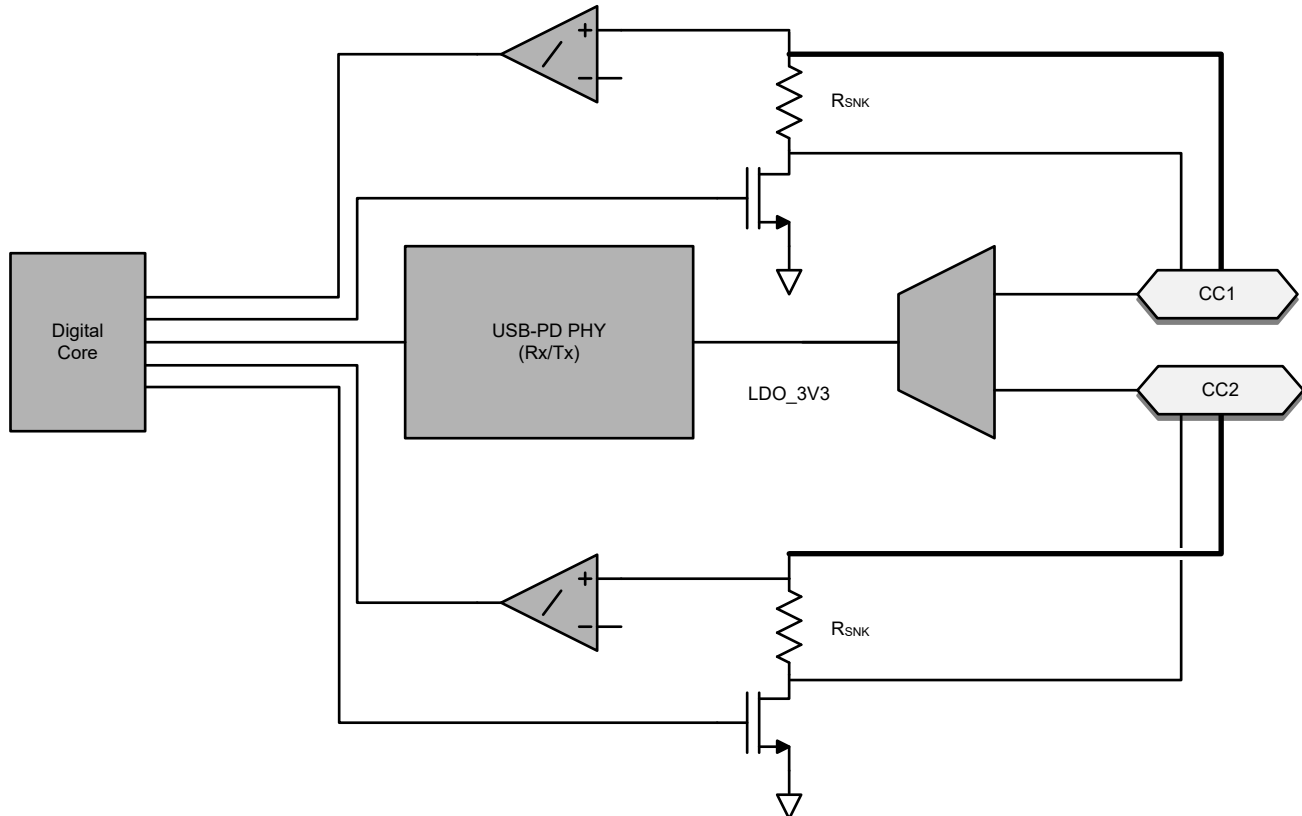 +
−
RSNK
Digital
Core
USB-PD PHY
(Rx/Tx)
LDO_3V3
CC1
CC2
+
−
RSNK